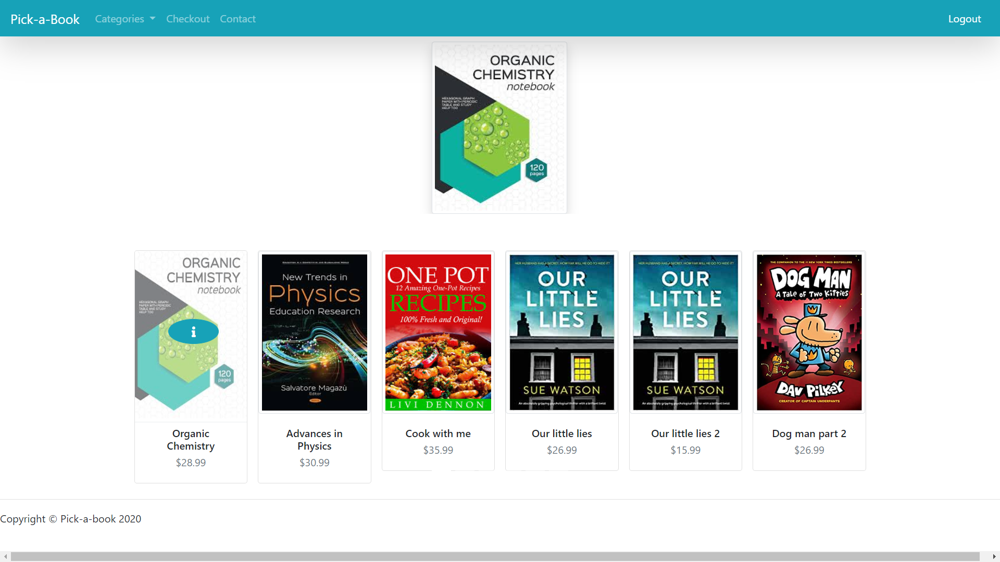 Pick-a-Book
Categories
Checkout
Contact
Logout
ORGANIC
CHEMISTRY
notebook
HEXAGONAL GRAPH
PAPER WITH PERIODIC
TABLE AND STUDY
HELP TOO
120
pages
ORGANIC
CHEMISTRY
notebook
HEXAGONAL GRAPH
PAPER WITH PERIODIC
TABLE AND STUDY
HELP TOO
i
120
pages
Organic
Chemistry
$28.99
EDUCATION IN A COMPETITIVE AND GLOBALIZING WORLD
New Trends in
Physics
Education Research
Salvatore Magazù
Editor
Advances in
Physics
$30.99
ONE POT
12 Amazing One-Pot Recipes
RECIPES
100% Fresh and Original!
LIVI DENNON
Cook with me
$35.99
HER HUSBAND HAS A SECRET. HOW FAR WILL HE GO TO HIDE IT?
OUR
LITTLE
LIES
SUE WATSON
An absolutely gripping psychological thriller with a brilliant twist
Our little lies
$26.99
HER HUSBAND HAS A SECRET. HOW FAR WILL HE GO TO HIDE IT?
OUR
LITTLE
LIES
SUE WATSON
An absolutely gripping psychological thriller with a brilliant twist
Our little lies 2
$15.99
THE COMPANION TO THE #1 NEW YORK TIMES BESTSELLERS
DOG MAN
A TALE OF TWO KITTIES
DAV PILKEY
CREATOR OF CAPTAIN UNDERPANTS
Dog man part 2
$26.99
Copyright © Pick-a-book 2020